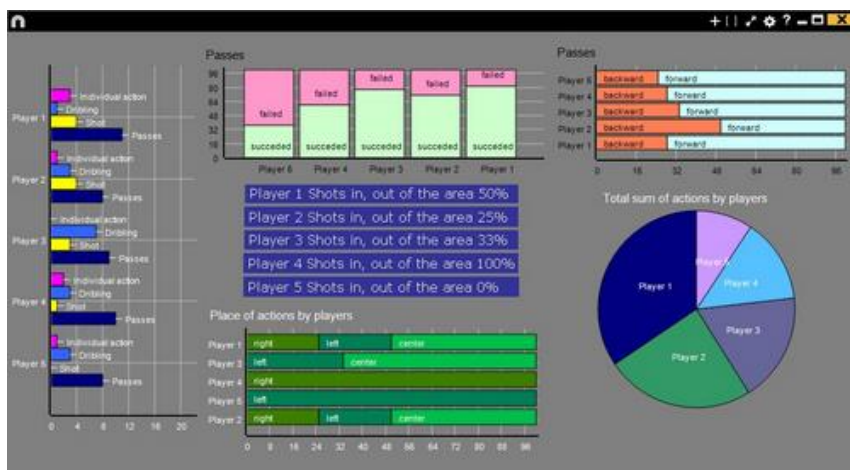 Passes
96
80
64
48
32
16
0
failed
failed
failed
failed
failed
succeded
succeded
succeded
succeded
succeded
Player 4
Player 3
Player 2
Player 1
Player 1
Individual action
Dribling
Shot
Passes
Player 2
Individual action
Dribling
Shot
Passes
Player 3
Individual action
Dribling
Shot
Passes
Player 4
Individual action
Dribling
Shot
Passes
Individual action
Dribling
Shot
Passes
0 4 8 12 16 20
Player 1 Shots in, out of the area 50%
Player 2 Shots in, out of the area 25%
Player 3 Shots in, out of the area 33%
Player 4 Shots in, out of the area 100%
Player 5 Shots in, out of the area 0%
Place of actions by players
Player 1 right left center
Player 3 left center
Player 4 right
left
Player 2 right left center
0 8 16 24 32 40 48 56 64 72 80 88 96
Passes
backward forward
Player 4 backward forward
Player 3 backward forward
Player 2 backward forward
Player 1 backward forward
0 16 32 48 64 80 96
Total sum of actions by players
Player 4
Player 1
Player 3
Player 2